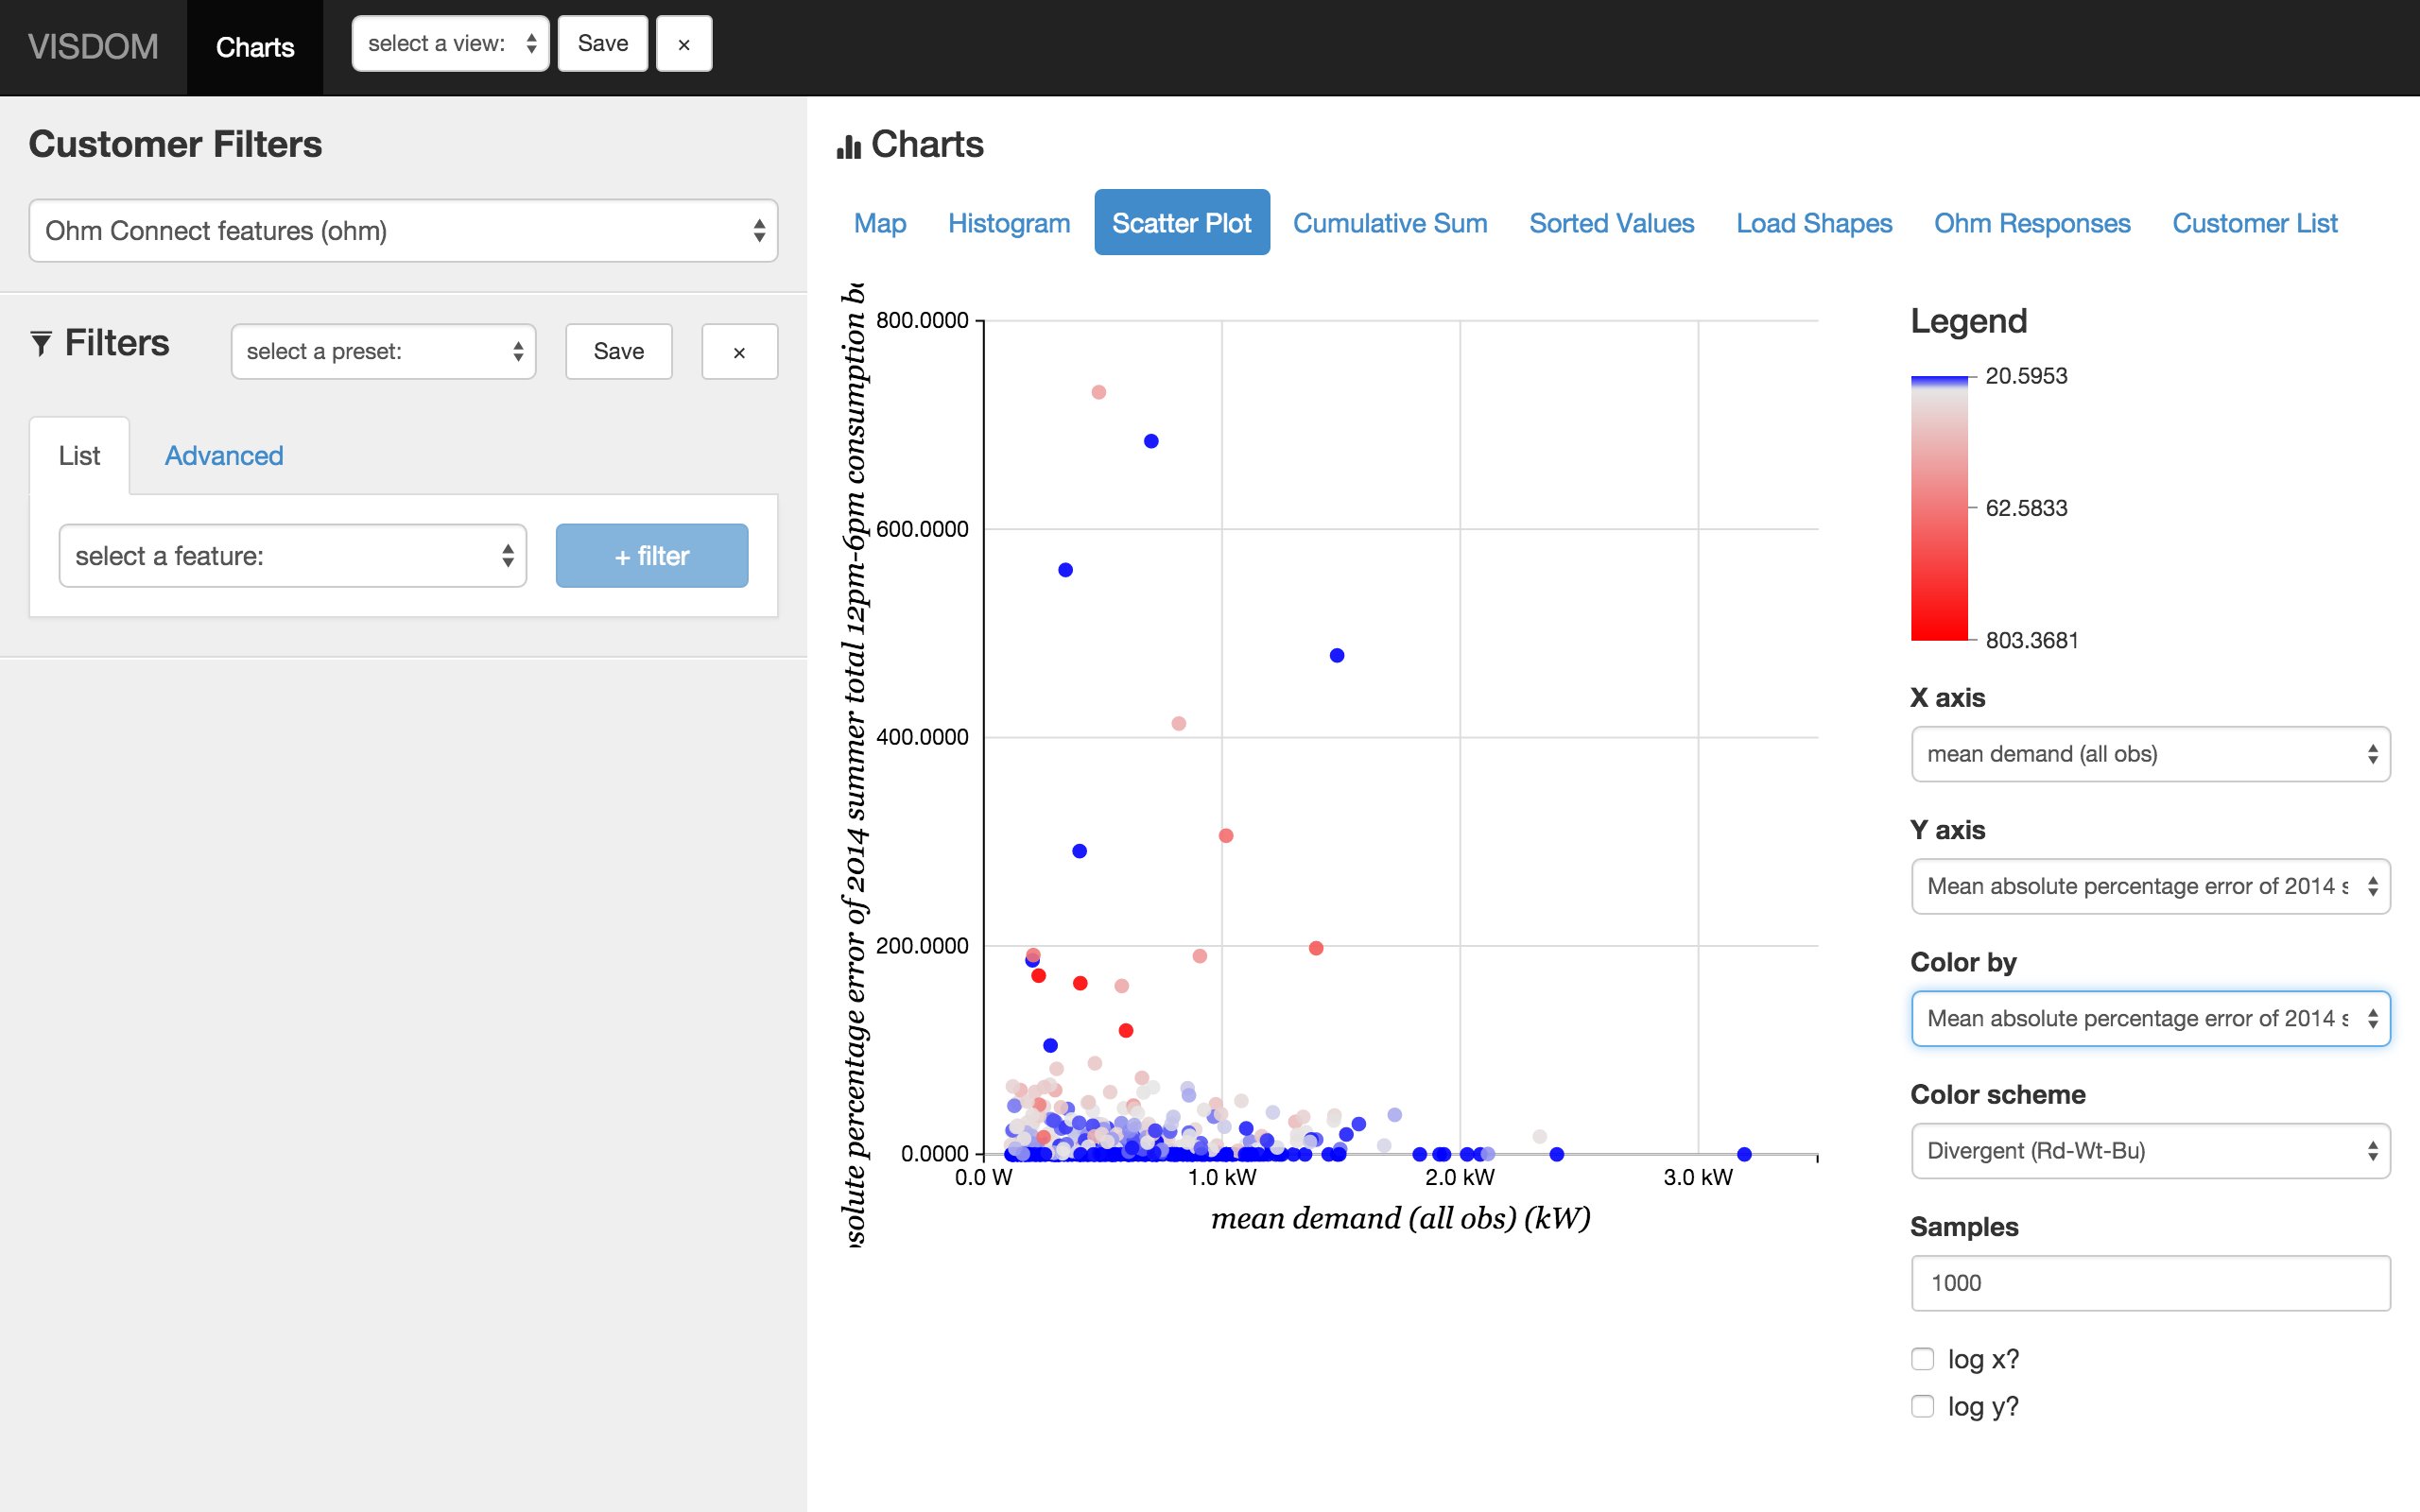 VISDOM Charts select a view: Save ×
Customer Filters
Ohm Connect features (ohm)
Filters select a preset: Save ×
List Advanced
select a feature: + filter
Charts
Map Histogram Scatter Plot Cumulative Sum Sorted Values Load Shapes Ohm Responses Customer List
percentage error of 2014 summer total 12pm-6pm consumption
800.0000
600.0000
400.0000
200.0000
0.0000
0.0 W 1.0 kW 2.0 kW 3.0 kW
mean demand (all obs) (kW)
Legend
20.5953
62.5833
803.3681
X axis
mean demand (all obs)
Y axis
Mean absolute percentage error of 2014 s
Color by
Mean absolute percentage error of 2014 s
Color scheme
Divergent (Rd-Wt-Bu)
Samples
1000
log x?
log y?